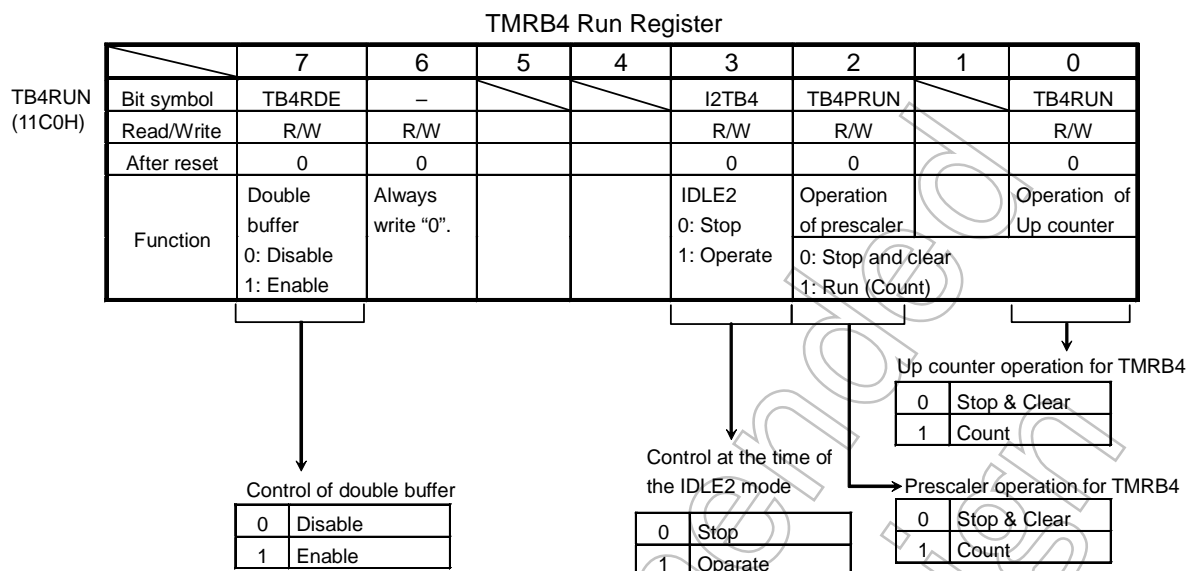 TMRB4 Run Register
7 6 5 4 3 2 1 0
TB4RUN
(11C0H)
Bit symbol TB4RDE – I2TB4 TB4PRUN TB4RUN
Read/Write R/W R/W R/W R/W R/W
After reset 0 0 0 0 0
Function
Double
buffer
0: Disable
1: Enable
Always
write “0”.
IDLE2
0: Stop
1: Operate
Operation
of prescaler
Operation of
Up counter
0: Stop and clear
1: Run (Count)
Up counter operation for TMRB4
0 Stop & Clear
1 Count
Control at the time of
the IDLE2 mode
0 Stop
1 Oparate
Prescaler operation for TMRB4
0 Stop & Clear
1 Count
Control of double buffer
0 Disable
1 Enable